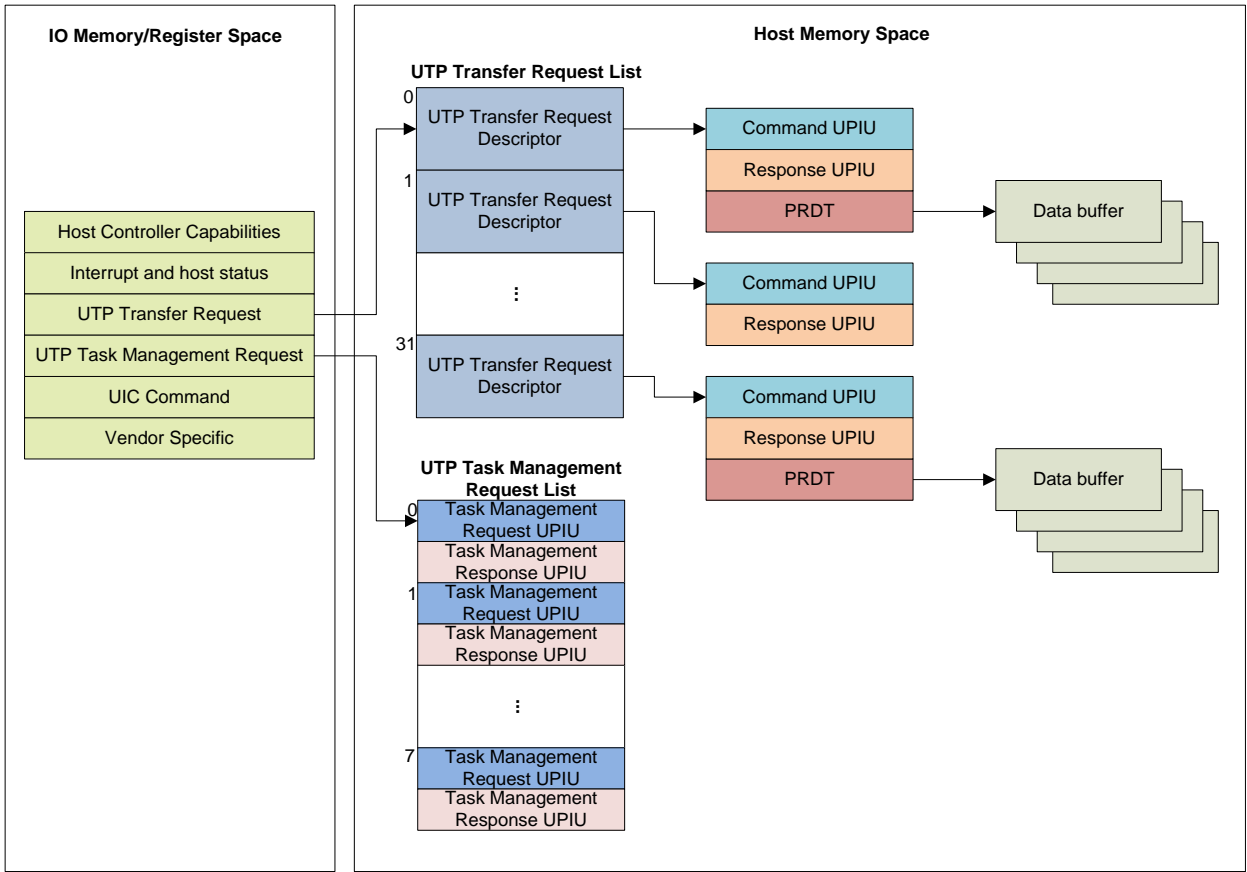 IO Memory/Register Space
Host Controller Capabilities
Interrupt and host status
UTP Transfer Request
UTP Task Management Request
UIC Command
Vendor Specific
Host Memory Space
UTP Transfer Request List
0
UTP Transfer Request
Descriptor
1
UTP Transfer Request
Descriptor
...
31
UTP Transfer Request
Descriptor
Command UPIU
Response UPIU
PRDT
Data buffer
Command UPIU
Response UPIU
Command UPIU
Response UPIU
PRDT
Data buffer
UTP Task Management
Request List
0
Task Management
Request UPIU
Task Management
Response UPIU
1
Task Management
Request UPIU
Task Management
Response UPIU
...
7
Task Management
Request UPIU
Task Management
Response UPIU